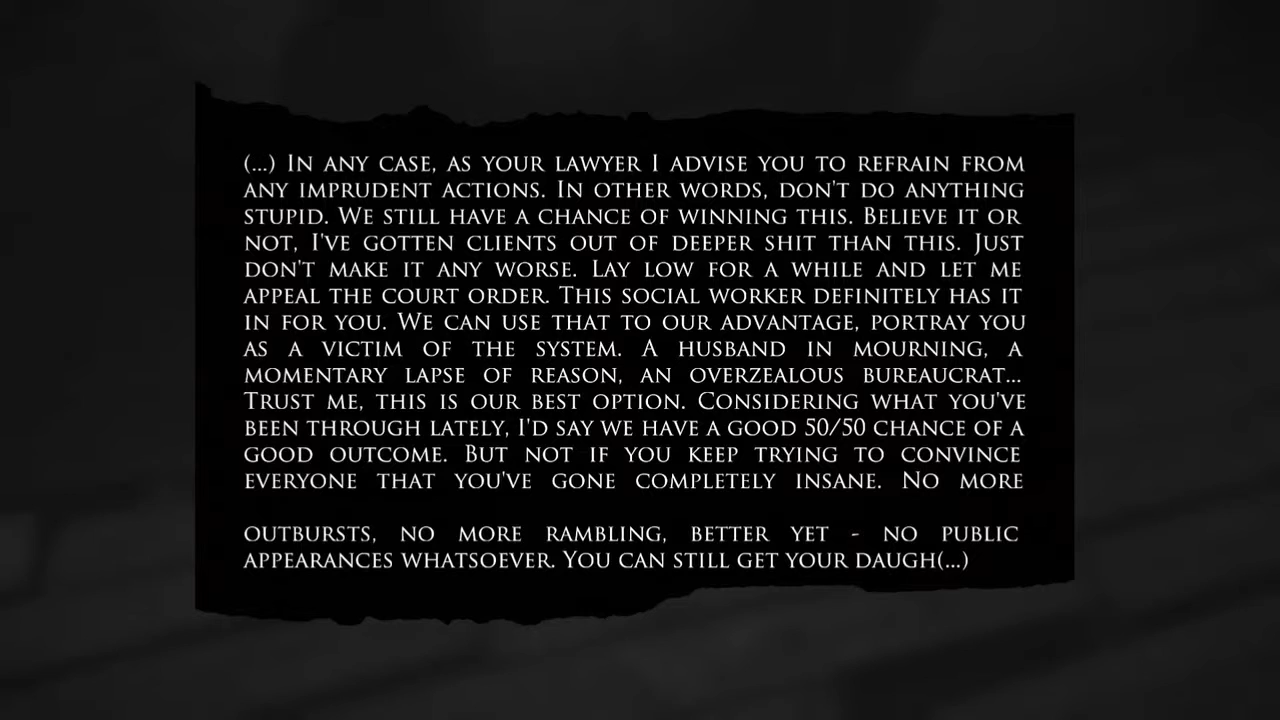 (...) In any case, as your lawyer I advise you to refrain from
any imprudent actions. In other words, don't do anything
stupid. We still have a chance of winning this. Believe it or
not, I've gotten clients out of deeper shit than this. Just
don't make it any worse. Lay low for a while and let me
appeal the court order. This social worker definitely has it
in for you. We can use that to our advantage, portray you
as a victim of the system. A husband in mourning, a
momentary lapse of reason, an overzealous bureaucrat...
Trust me, this is our best option. Considering what you've
been through lately, I'd say we have a good 50/50 chance of a
good outcome. But not if you keep trying to convince
everyone that you've gone completely insane. No more
outbursts, no more rambling, better yet - no public
appearances whatsoever. You can still get your daugh(...)